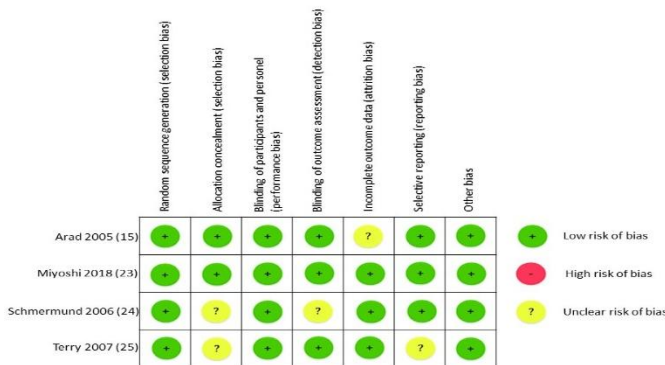 Random sequence generation (selection bias)
Allocation concealment (selection bias)
Blinding of participants and personel
(performance bias)
Blinding of outcome assessment (detection bias)
Incomplete outcome data (attrition bias)
Selective reporting (reporting bias)
Other bias
Arad 2005 (15) + + + + ? + +
Miyoshi 2018 (23) + + + + + + +
Schmermund 2006 (24) + ? + ? + + +
Terry 2007 (25) + ? + + + ? +
+ Low risk of bias
- High risk of bias
? Unclear risk of bias